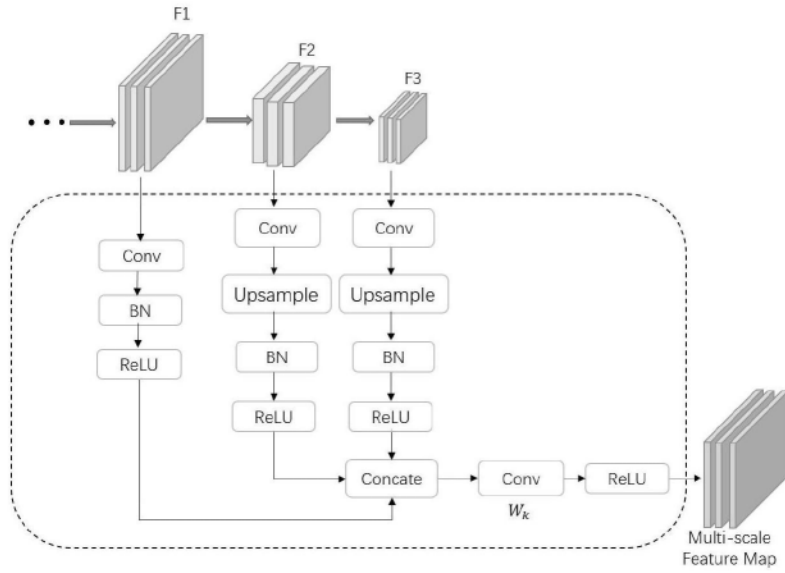 F1
F2
F3
Conv
Conv
Conv
Upsample
Upsample
BN
BN
BN
ReLU
ReLU
ReLU
Concate
Conv
ReLU
W_k
Multi-scale
Feature Map